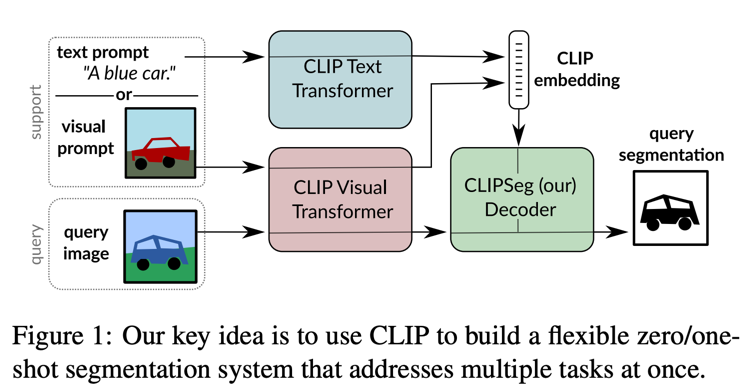 support
text prompt
"A blue car."
or
visual
prompt
query
query
image
CLIP Text
Transformer
CLIP Visual
Transformer
CLIP
embedding
CLIPSeg (our)
Decoder
query
segmentation
Figure 1: Our key idea is to use CLIP to build a flexible zero/one-
shot segmentation system that addresses multiple tasks at once.